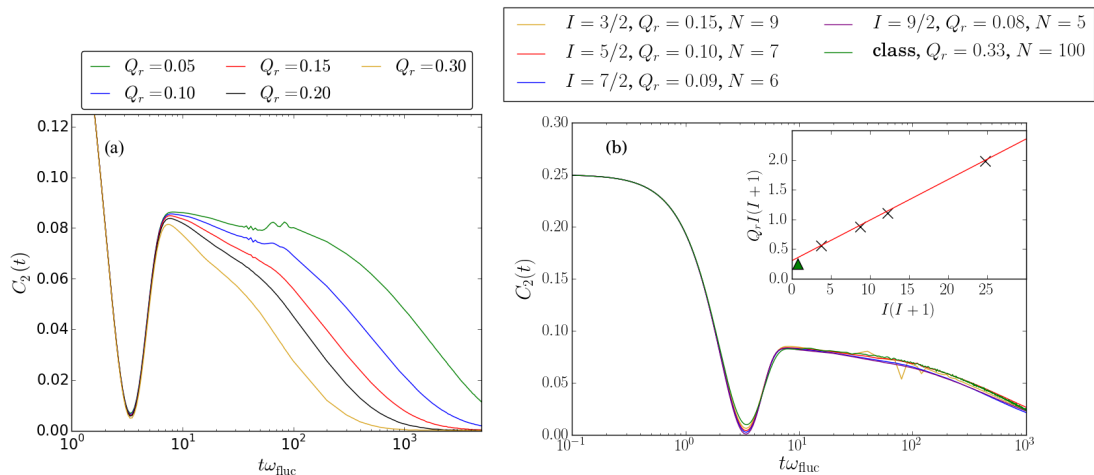 Q_r = 0.05 Q_r = 0.15 Q_r = 0.30
Q_r = 0.10 Q_r = 0.20
(a)
0.12
0.10
0.08
0.06
0.04
0.02
0.00
C_2(t)
10^0 10^1 10^2 10^3
tω_fluc
I = 3/2, Q_r = 0.15, N = 9 I = 9/2, Q_r = 0.08, N = 5
I = 5/2, Q_r = 0.10, N = 7 class, Q_r = 0.33, N = 100
I = 7/2, Q_r = 0.09, N = 6
(b)
0.30
0.25
0.20
0.15
0.10
0.05
0.00
C_2(t)
10^−1 10^0 10^1 10^2 10^3
tω_fluc
2.0
1.5
1.0
0.5
0.0
Q_r I(I + 1)
0 5 10 15 20 25
I(I + 1)